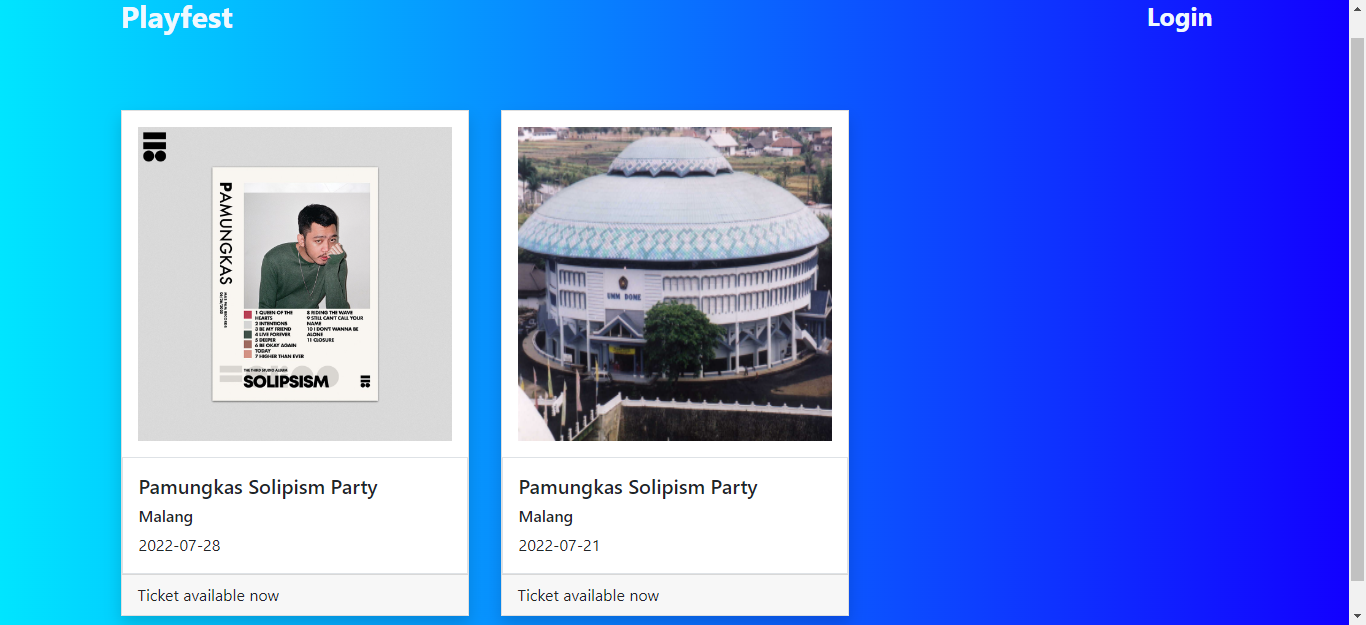 Playfest
Login
PAMUNGKAS
1 QUEEN OF THE
HEARTS
2 INTENTIONS
3 BE MY FRIEND
4 LIVE FOREVER
5 DEEPER
6 BE OKAY AGAIN
TODAY
7 HIGHER THAN EVER
8 RIDING THE WAVE
9 STILL CAN'T CALL YOUR
NAME
10 I DON'T WANNA BE
ALONE
11 CLOSURE
THE THIRD STUDIO ALBUM
SOLIPSISM
UMM DOME
Pamungkas Solipism Party
Malang
2022-07-28
Ticket available now
Pamungkas Solipism Party
Malang
2022-07-21
Ticket available now